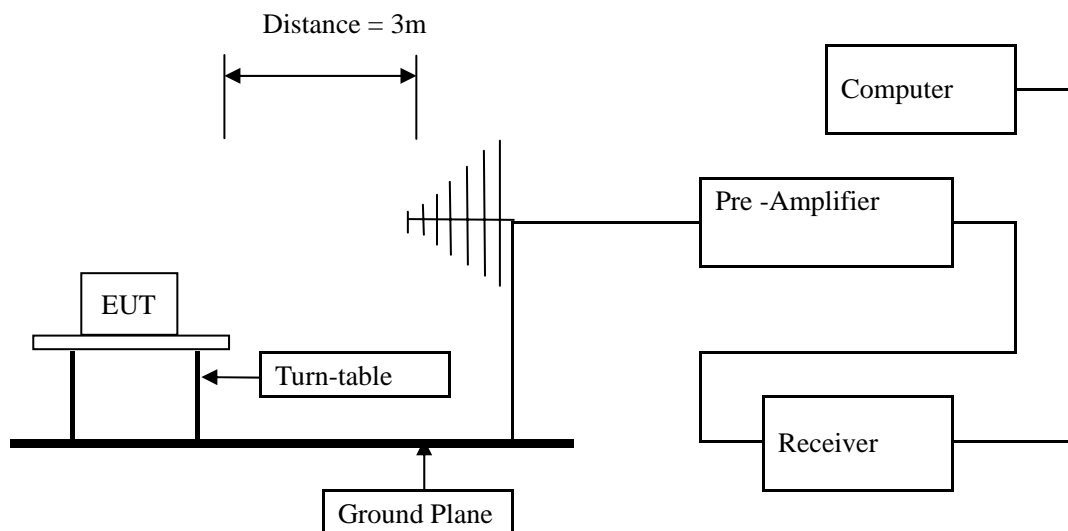 Distance = 3m
Computer
Pre -Amplifier
EUT
Turn-table
Receiver
Ground Plane